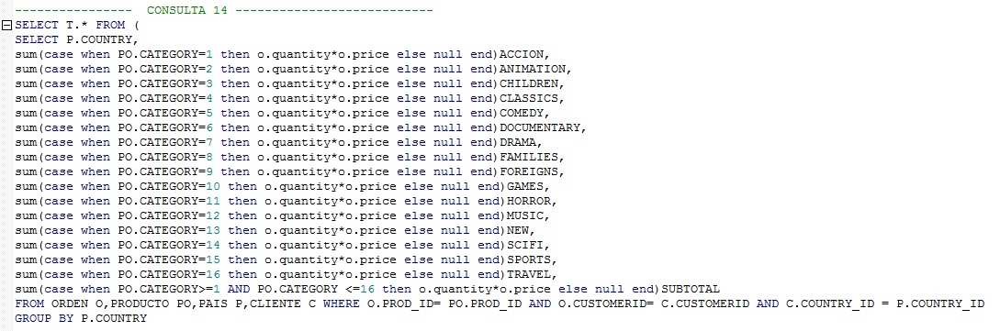 ---------------- CONSULTA 14 ---------------------------
SELECT T.* FROM (
SELECT P.COUNTRY,
sum(case when PO.CATEGORY=1 then o.quantity*o.price else null end)ACCION,
sum(case when PO.CATEGORY=2 then o.quantity*o.price else null end)ANIMATION,
sum(case when PO.CATEGORY=3 then o.quantity*o.price else null end)CHILDREN,
sum(case when PO.CATEGORY=4 then o.quantity*o.price else null end)CLASSICS,
sum(case when PO.CATEGORY=5 then o.quantity*o.price else null end)COMEDY,
sum(case when PO.CATEGORY=6 then o.quantity*o.price else null end)DOCUMENTARY,
sum(case when PO.CATEGORY=7 then o.quantity*o.price else null end)DRAMA,
sum(case when PO.CATEGORY=8 then o.quantity*o.price else null end)FAMILIES,
sum(case when PO.CATEGORY=9 then o.quantity*o.price else null end)FOREIGNS,
sum(case when PO.CATEGORY=10 then o.quantity*o.price else null end)GAMES,
sum(case when PO.CATEGORY=11 then o.quantity*o.price else null end)HORROR,
sum(case when PO.CATEGORY=12 then o.quantity*o.price else null end)MUSIC,
sum(case when PO.CATEGORY=13 then o.quantity*o.price else null end)NEW,
sum(case when PO.CATEGORY=14 then o.quantity*o.price else null end)SCIFI,
sum(case when PO.CATEGORY=15 then o.quantity*o.price else null end)SPORTS,
sum(case when PO.CATEGORY=16 then o.quantity*o.price else null end)TRAVEL,
sum(case when PO.CATEGORY>=1 AND PO.CATEGORY <=16 then o.quantity*o.price else null end)SUBTOTAL
FROM ORDEN O,PRODUCTO PO,PAIS P,CLIENTE C WHERE O.PROD_ID= PO.PROD_ID AND O.CUSTOMERID= C.CUSTOMERID AND C.COUNTRY_ID = P.COUNTRY_ID
GROUP BY P.COUNTRY